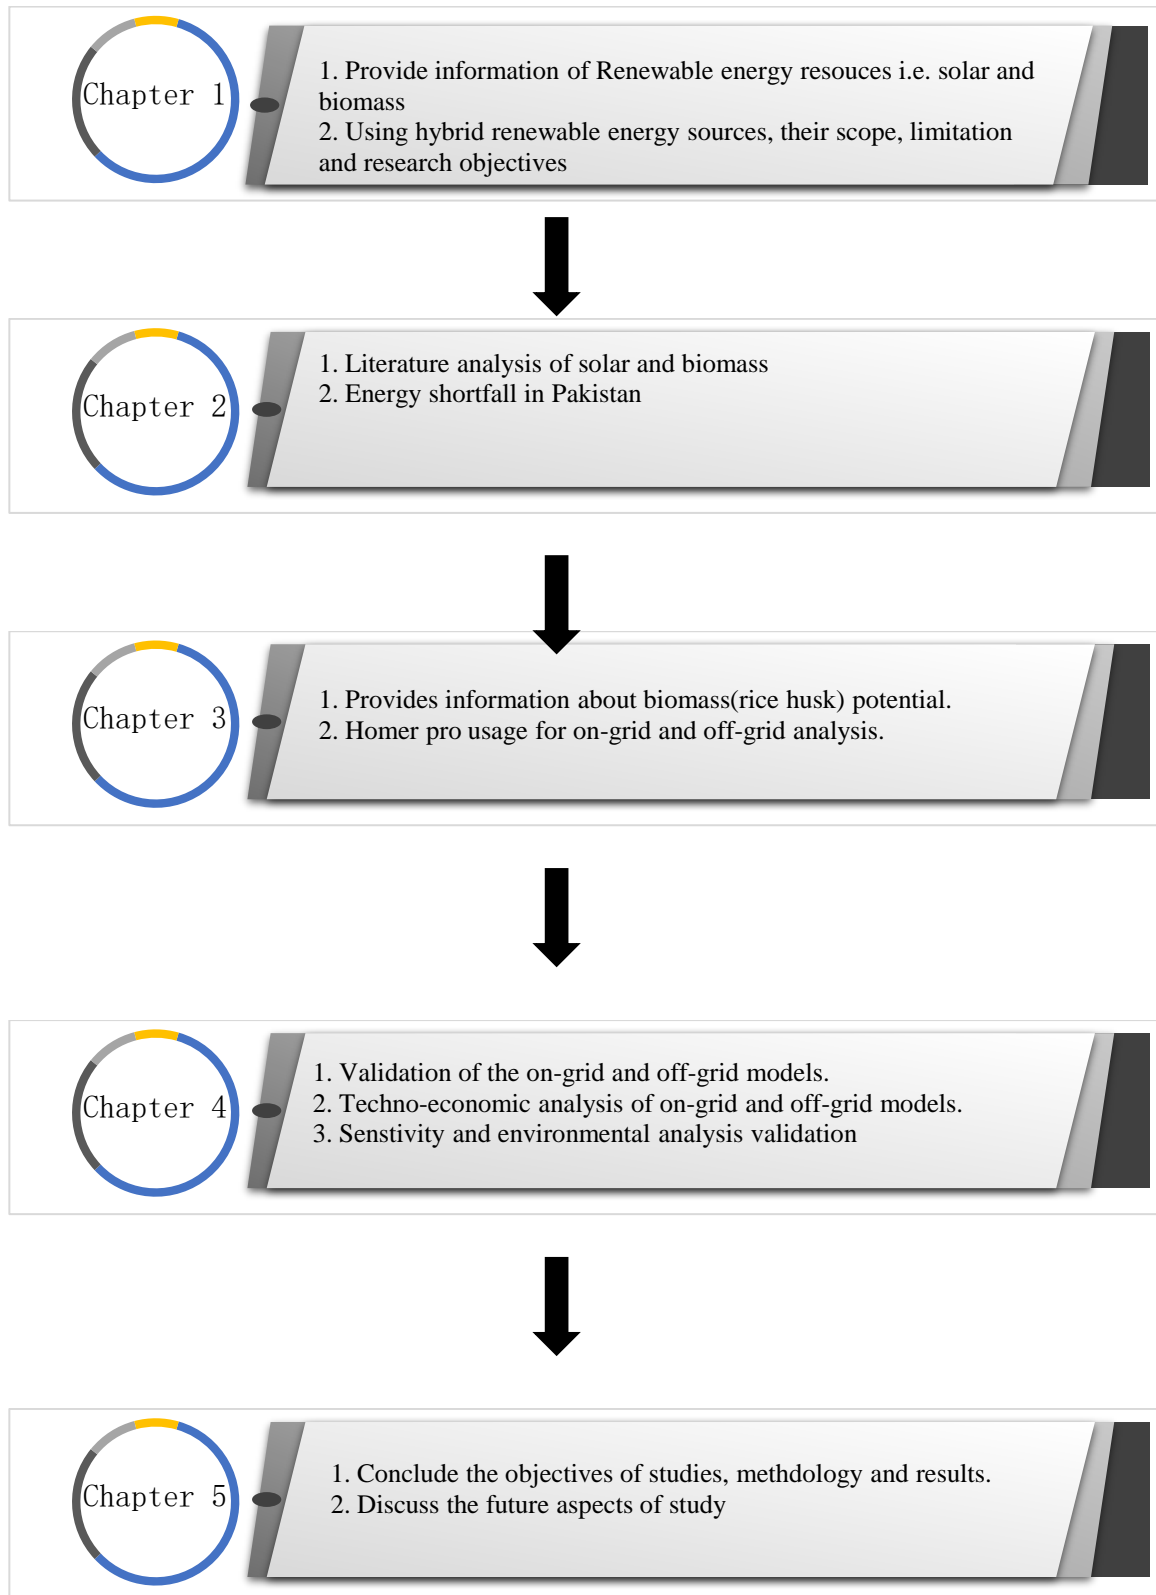 Chapter 1
1. Provide information of Renewable energy resouces i.e. solar and
biomass
2. Using hybrid renewable energy sources, their scope, limitation
and research objectives
Chapter 2
1. Literature analysis of solar and biomass
2. Energy shortfall in Pakistan
Chapter 3
1. Provides information about biomass(rice husk) potential.
2. Homer pro usage for on-grid and off-grid analysis.
Chapter 4
1. Validation of the on-grid and off-grid models.
2. Techno-economic analysis of on-grid and off-grid models.
3. Senstivity and environmental analysis validation
Chapter 5
1. Conclude the objectives of studies, methdology and results.
2. Discuss the future aspects of study